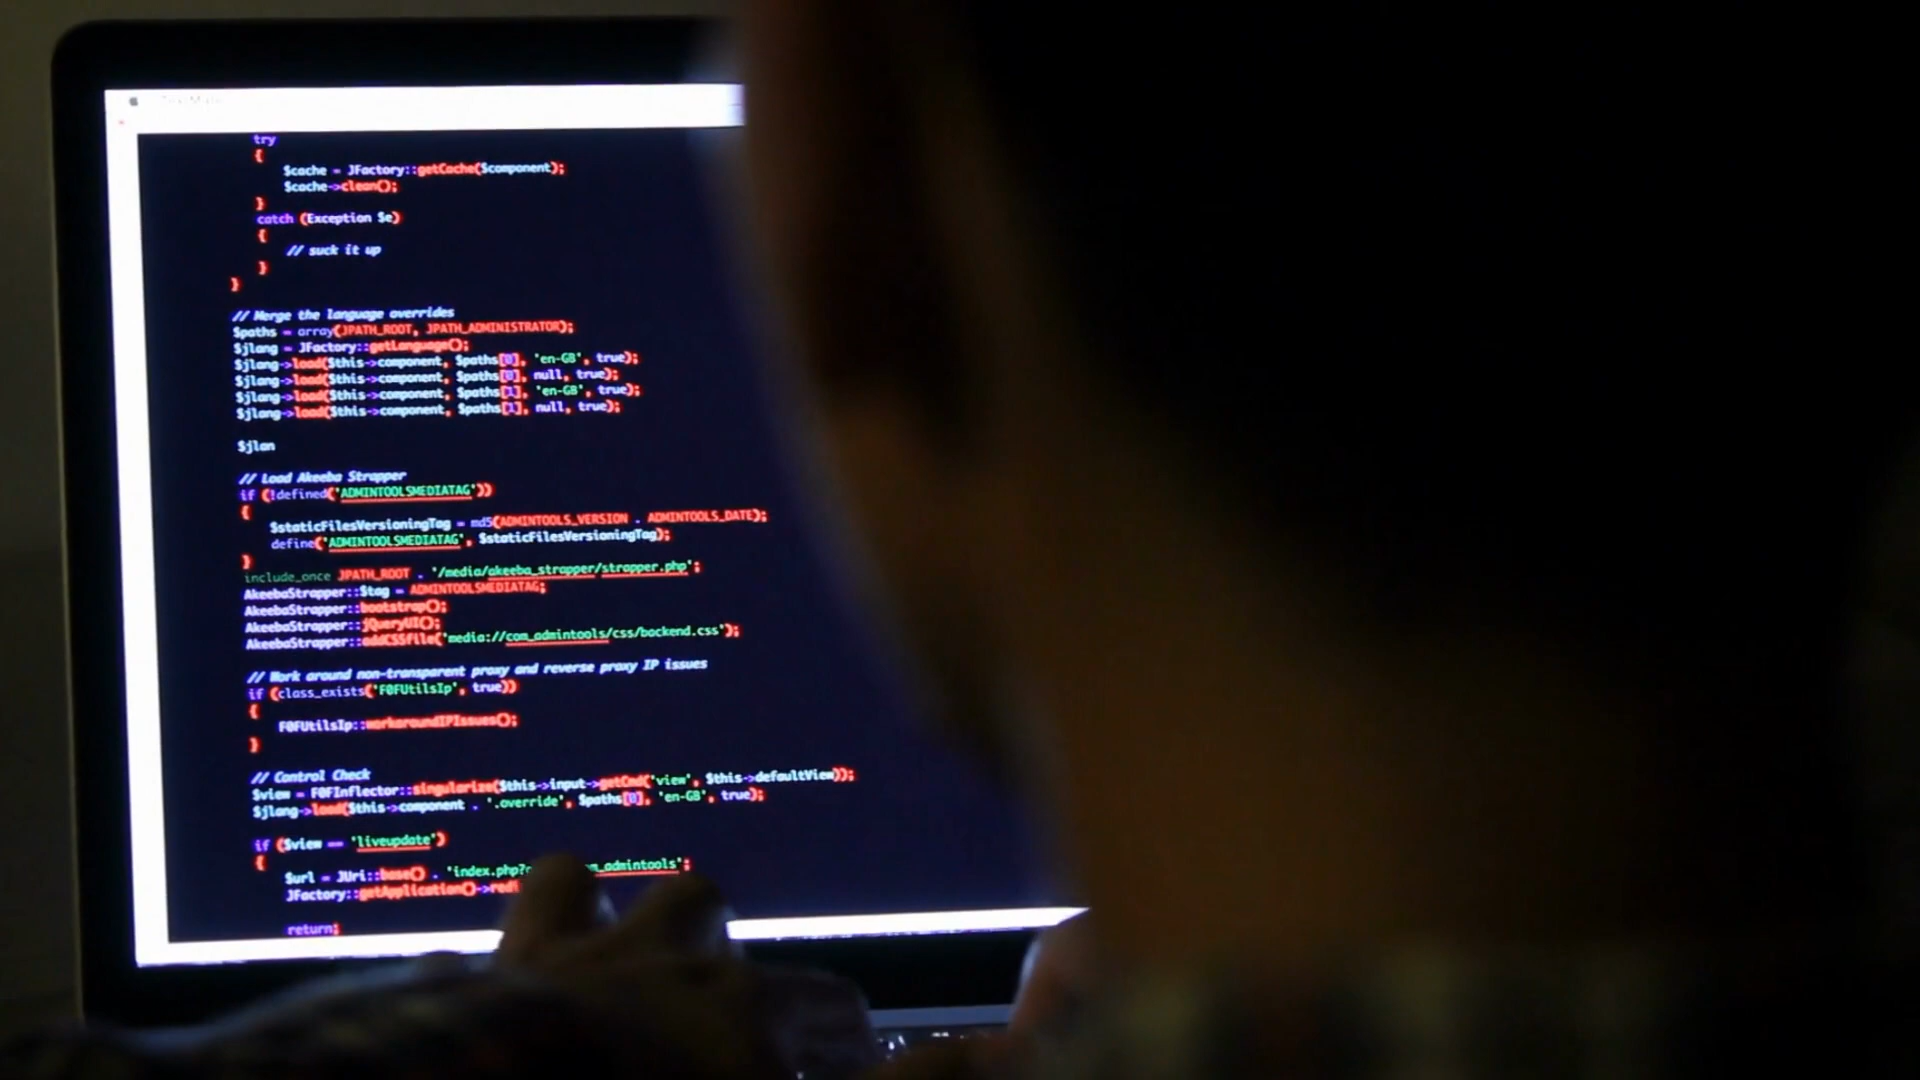 try
{
$cache = JFactory::getCache($component);
$cache->clean();
}
catch (Exception $e)
{
// suck it up
}
}
// Merge the language overrides
$paths = array(JPATH_ROOT, JPATH_ADMINISTRATOR);
$jlang = JFactory::getLanguage();
$jlang->load($this->component, $paths[0], 'en-GB', true);
$jlang->load($this->component, $paths[0], null, true);
$jlang->load($this->component, $paths[1], 'en-GB', true);
$jlang->load($this->component, $paths[1], null, true);
$jlan
// Load Akeeba Strapper
if (!defined('ADMINTOOLSMEDIATAG'))
{
$staticFilesVersioningTag = md5(ADMINTOOLS_VERSION . ADMINTOOLS_DATE);
define('ADMINTOOLSMEDIATAG', $staticFilesVersioningTag);
}
include_once JPATH_ROOT . '/media/akeeba_strapper/strapper.php';
AkeebaStrapper::$tag = ADMINTOOLSMEDIATAG;
AkeebaStrapper::bootstrap();
AkeebaStrapper::jQueryUI();
AkeebaStrapper::addCSSfile('media://com_admintools/css/backend.css');
// Work around non-transparent proxy and reverse proxy IP issues
if (class_exists('F0FUtilsIp', true))
{
F0FUtilsIp::workaroundIPIssues();
}
// Control Check
$view = F0FInflector::singularize($this->input->getCmd('view', $this->defaultView));
$jlang->load($this->component . '.override', $paths[0], 'en-GB', true);
if ($view == 'liveupdate')
{
$url = JUri::base() . 'index.php? m_admintools';
JFactory::getApplication()->redi
return;